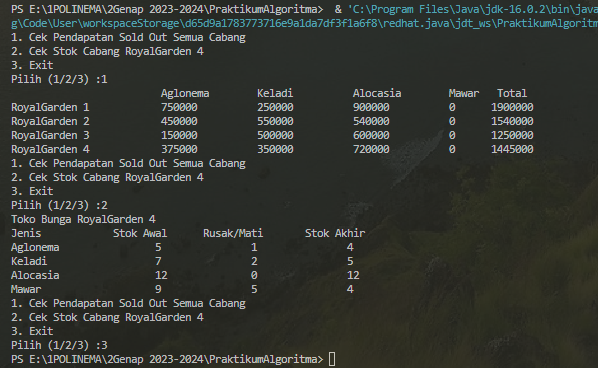 PS E:\1POLINEMA\2Genap 2023-2024\PraktikumAlgoritma>  & 'C:\Program Files\Java\jdk-16.0.2\bin\java
g\Code\User\workspaceStorage\d65d9a1783773716e9a1da7df3f1a6f8\redhat.java\jdt_ws\PraktikumAlgoritm
1. Cek Pendapatan Sold Out Semua Cabang
2. Cek Stok Cabang RoyalGarden 4
3. Exit
Pilih (1/2/3) :1
Aglonema Keladi Alocasia Mawar Total
RoyalGarden 1 750000 250000 900000 0 1900000
RoyalGarden 2 450000 550000 540000 0 1540000
RoyalGarden 3 150000 500000 600000 0 1250000
RoyalGarden 4 375000 350000 720000 0 1445000
1. Cek Pendapatan Sold Out Semua Cabang
2. Cek Stok Cabang RoyalGarden 4
3. Exit
Pilih (1/2/3) :2
Toko Bunga RoyalGarden 4
Jenis Stok Awal Rusak/Mati Stok Akhir
Aglonema 5 1 4
Keladi 7 2 5
Alocasia 12 0 12
Mawar 9 5 4
1. Cek Pendapatan Sold Out Semua Cabang
2. Cek Stok Cabang RoyalGarden 4
3. Exit
Pilih (1/2/3) :3
PS E:\1POLINEMA\2Genap 2023-2024\PraktikumAlgoritma>